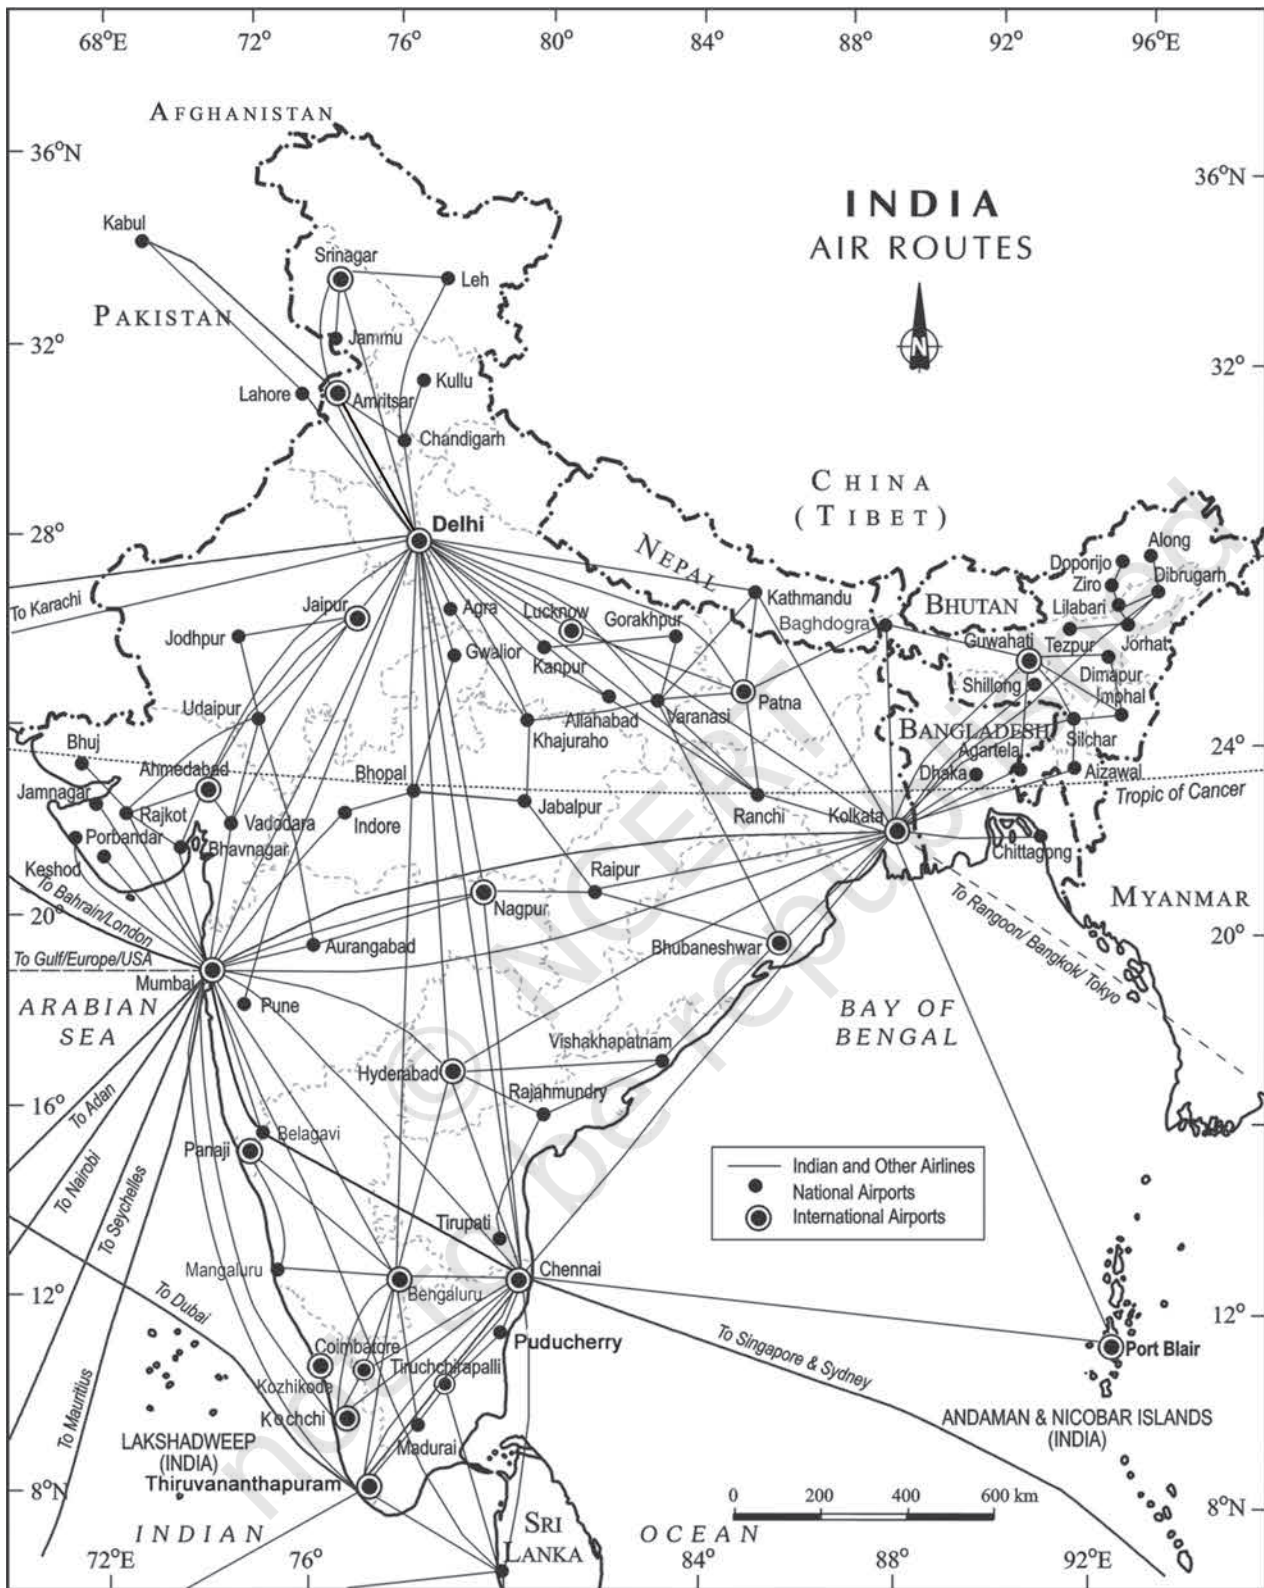 68°E
72°
76°
80°
84°
88°
92°
96°E
AFGHANISTAN
36°N
36°N
INDIA
AIR ROUTES
Kabul
Srinagar
Leh
PAKISTAN
N
Jammu
32°
32°
Kullu
Lahore
Amritsar
Chandigarh
CHINA
(TIBET)
28°
28°
Delhi
NEPAL
Along
Doporijo
Dibrugarh
Ziro
Kathmandu
BHUTAN
Lilabari
To Karachi
Jaipur
Agra
Lucknow
Gorakhpur
Baghdogra
Jodhpur
Guwahati
Tezpur
Jorhat
Gwalior
Kanpur
Dimapur
Shillong
Imphal
Udaipur
Allahabad
Varanasi
Patna
BANGLADESH
Khajuraho
Silchar
24°
Bhuj
Agartela
Ahmedabad
Bhopal
Dhaka
Aizawal
Jamnagar
Tropic of Cancer
Rajkot
Jabalpur
Ranchi
Kolkata
Porbandar
Vadodara
Indore
Bhavnagar
Chittagong
Keshod
Raipur
To Bahrain/London
MYANMAR
20°
Nagpur
To Rangoon/ Bangkok/ Tokyo
20°
Aurangabad
Bhubaneshwar
To Gulf/Europe/USA
Mumbai
ARABIAN
SEA
Pune
BAY OF
BENGAL
Vishakhapatnam
Hyderabad
Rajahmundry
To Adan
16°
16°
Belagavi
Panaji
Indian and Other Airlines
National Airports
International Airports
To Nairobi
To Seychelles
Tirupati
Mangaluru
Chennai
Bengaluru
12°
12°
To Dubai
Puducherry
To Singapore & Sydney
Port Blair
Coimbatore
Tiruchchirapalli
Kozhikode
To Mauritius
Kochchi
ANDAMAN & NICOBAR ISLANDS
(INDIA)
LAKSHADWEEP
(INDIA)
Madurai
Thiruvananthapuram
8°N
8°N
0 200 400 600 km
INDIAN
SRI
LANKA
OCEAN
72°
76°
84°
88°
92°E
© NCERT
not to be republished